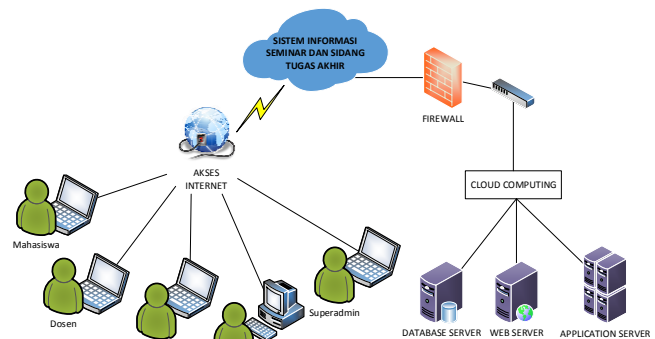 SISTEM INFORMASI
SEMINAR DAN SIDANG
TUGAS AKHIR
FIREWALL
AKSES
INTERNET
CLOUD COMPUTING
Mahasiswa
Dosen
Superadmin
DATABASE SERVER
WEB SERVER
APPLICATION SERVER